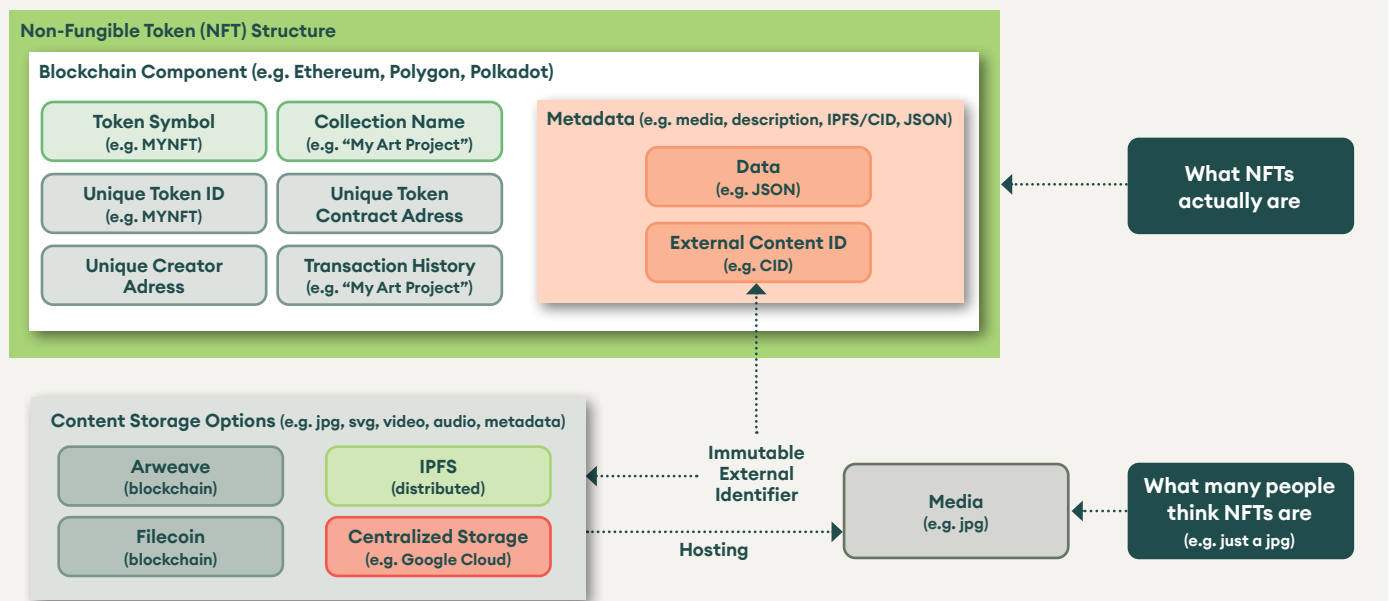 Non-Fungible Token (NFT) Structure
Blockchain Component (e.g. Ethereum, Polygon, Polkadot)
Token Symbol
(e.g. MYNFT)
Collection Name
(e.g. “My Art Project”)
Unique Token ID
(e.g. MYNFT)
Unique Token
Contract Adress
Unique Creator
Adress
Transaction History
(e.g. “My Art Project”)
Metadata (e.g. media, description, IPFS/CID, JSON)
Data
(e.g. JSON)
External Content ID
(e.g. CID)
What NFTs
actually are
Content Storage Options (e.g. jpg, svg, video, audio, metadata)
Arweave
(blockchain)
IPFS
(distributed)
Filecoin
(blockchain)
Centralized Storage
(e.g. Google Cloud)
Immutable
External
Identifier
Hosting
Media
(e.g. jpg)
What many people
think NFTs are
(e.g. just a jpg)